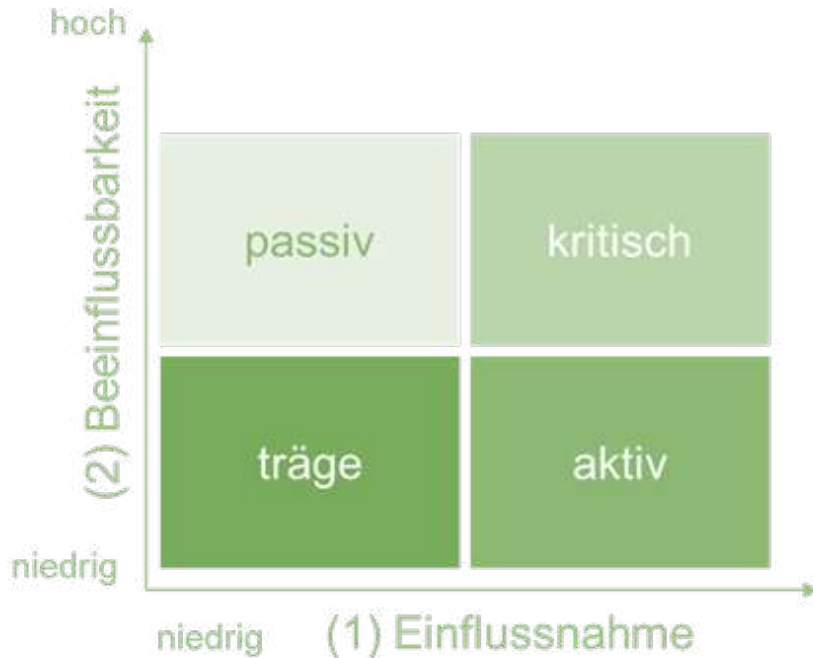 hoch
(2) Beeinflussbarkeit
passiv
kritisch
träge
aktiv
niedrig
niedrig
(1) Einflussnahme